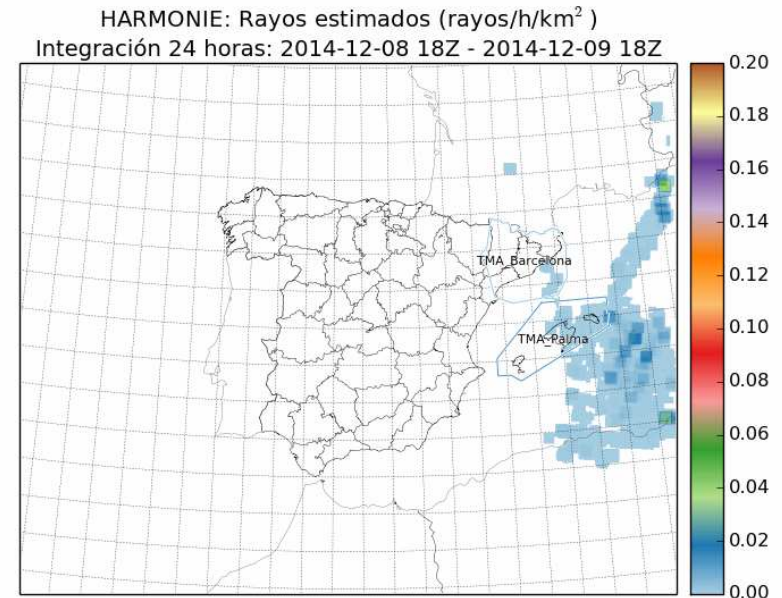 HARMONIE: Rayos estimados (rayos/h/km² )
Integración 24 horas: 2014-12-08 18Z - 2014-12-09 18Z
0.20
0.18
0.16
0.14
0.12
0.10
0.08
0.06
0.04
0.02
0.00
TMA_Barcelona
TMA_Palma